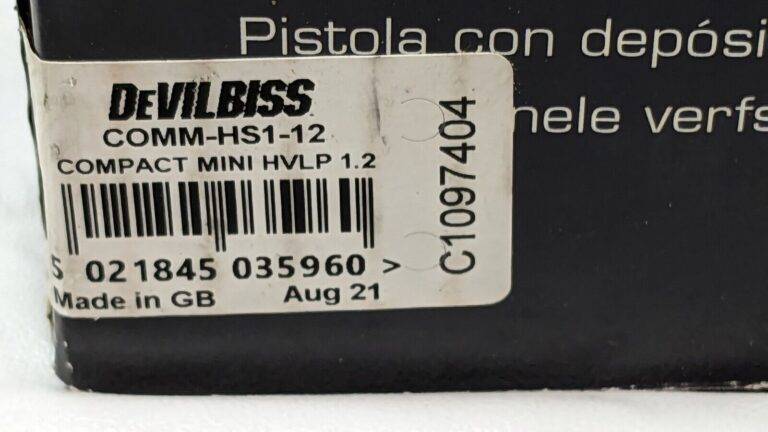 Pistola con depósi
nele verfs
DEVILBISS
COMM-HS1-12
COMPACT MINI HVLP 1.2
5 021845 035960 >
Made in GB Aug 21
C1097404